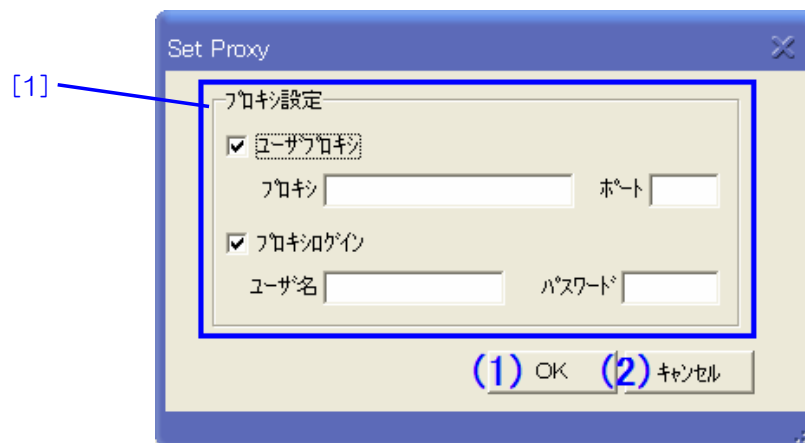 Set Proxy
[1]
プロキシ設定
ユーザプロキシ
プロキシ ポート
プロキシログイン
ユーザ名 パスワード
(1) OK (2) キャンセル